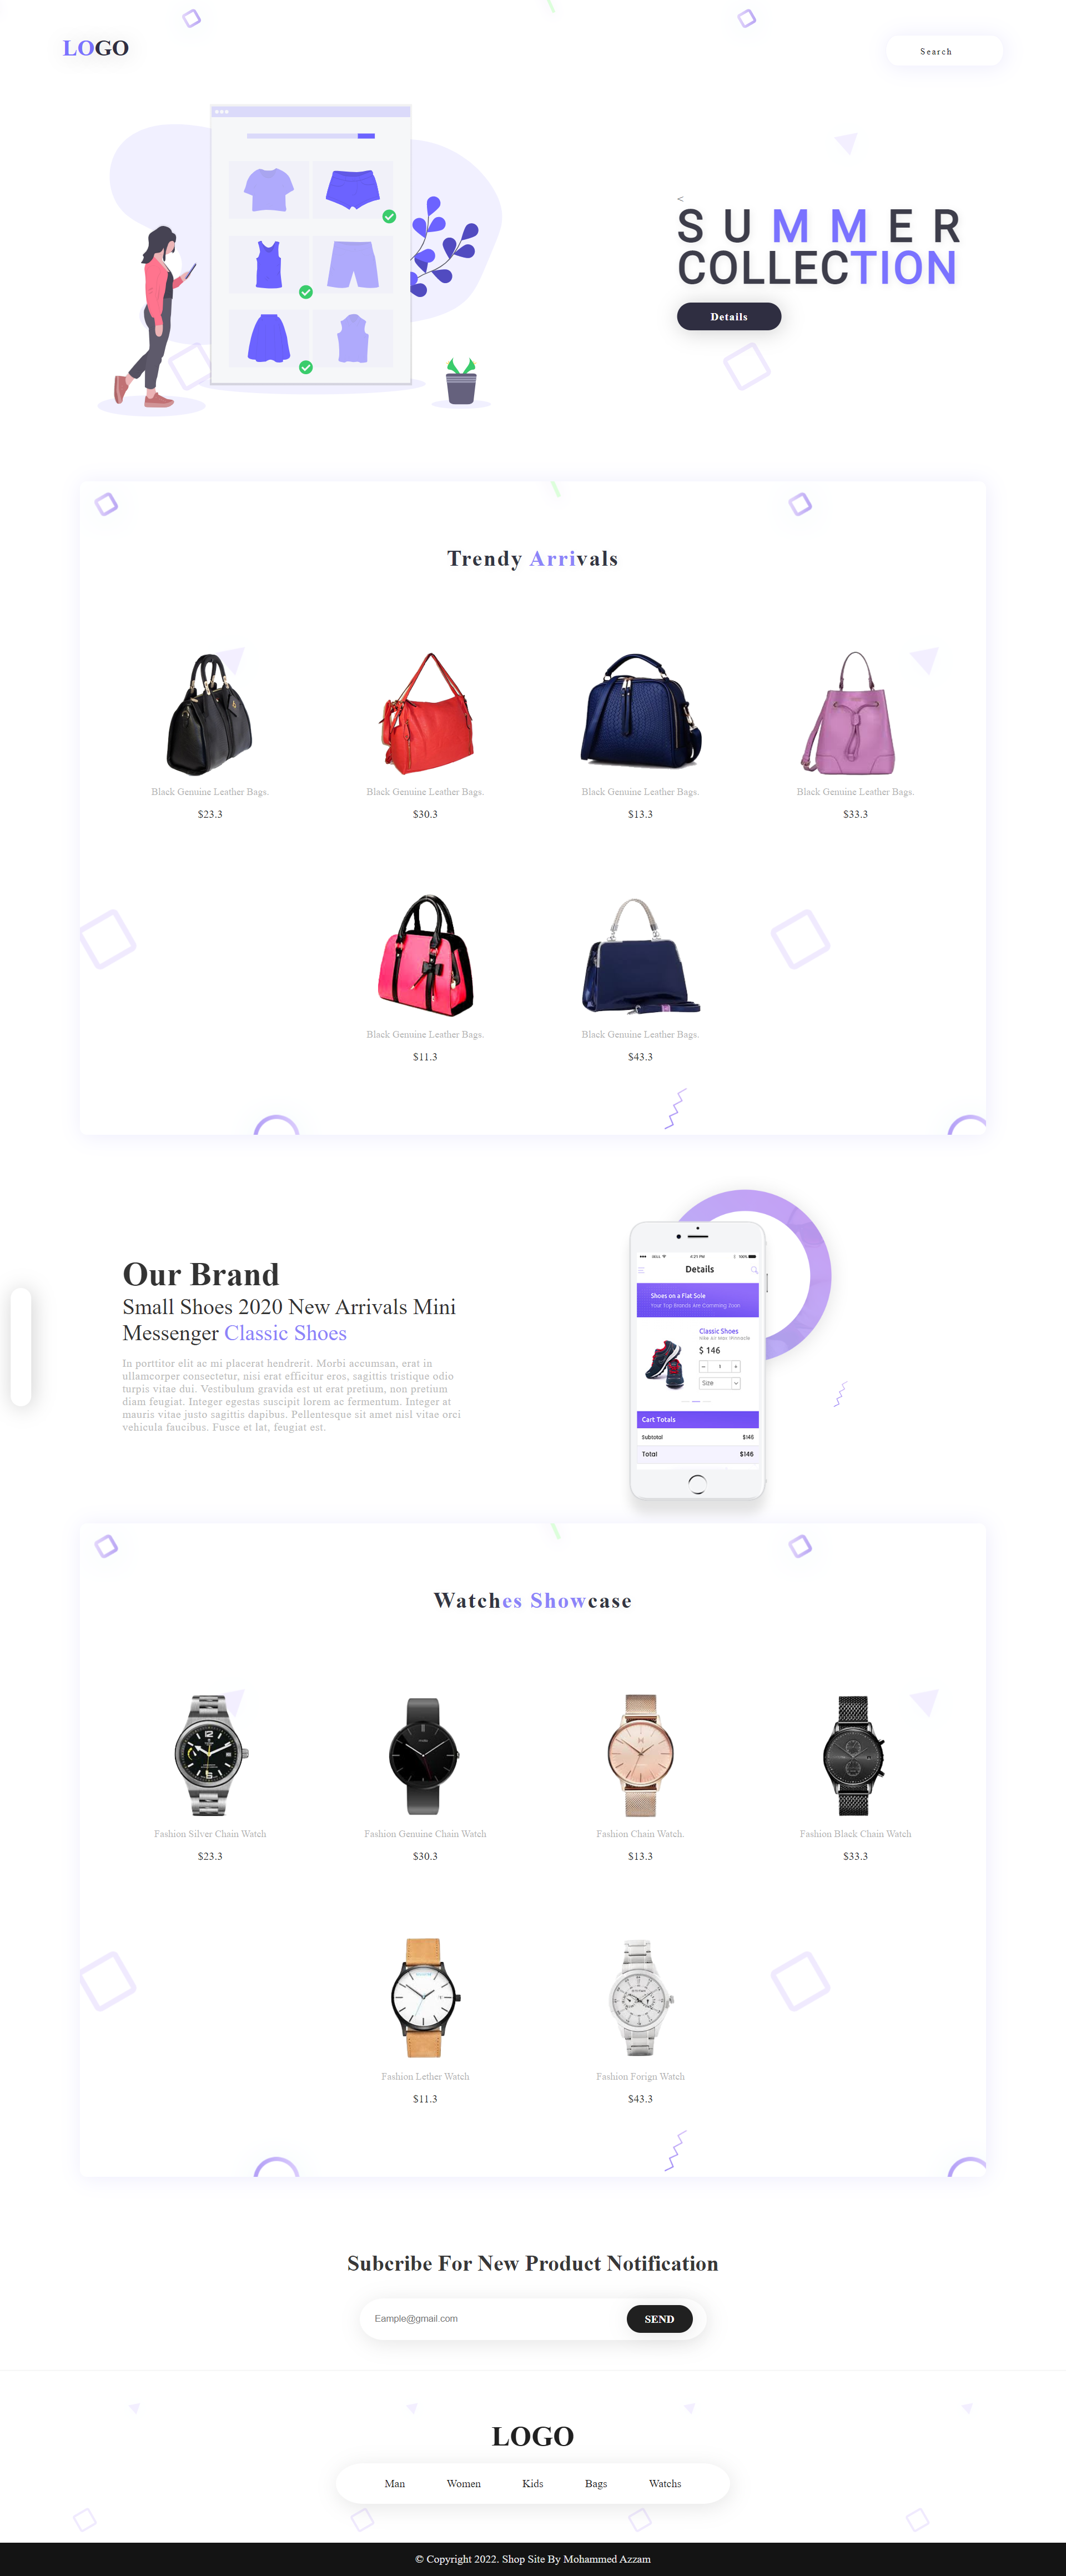 LOGO
Search
<
SUMMER
COLLECTION
Details
Trendy Arrivals
Black Genuine Leather Bags.
$23.3
Black Genuine Leather Bags.
$30.3
Black Genuine Leather Bags.
$13.3
Black Genuine Leather Bags.
$33.3
Black Genuine Leather Bags.
$11.3
Black Genuine Leather Bags.
$43.3
Our Brand
Small Shoes 2020 New Arrivals Mini
Messenger Classic Shoes
In porttitor elit ac mi placerat hendrerit. Morbi accumsan, erat in
ullamcorper consectetur, nisi erat efficitur eros, sagittis tristique odio
turpis vitae dui. Vestibulum gravida est ut erat pretium, non pretium
diam feugiat. Integer egestas suscipit lorem ac fermentum. Integer at
mauris vitae justo sagittis dapibus. Pellentesque sit amet nisl vitae orci
vehicula faucibus. Fusce et lat, feugiat est.
4:21 PM
100%
Details
Shoes on a Flat Sole
Your Top Brands Are Comming Zoon
Classic Shoes
Nike Air Max
$ 146
1
Size
Cart Totals
Subtotal $146
Total $146
Watches Showcase
Fashion Silver Chain Watch
$23.3
Fashion Genuine Chain Watch
$30.3
Fashion Chain Watch.
$13.3
Fashion Black Chain Watch
$33.3
Fashion Lether Watch
$11.3
Fashion Forign Watch
$43.3
Subcribe For New Product Notification
Eample@gmail.com
SEND
LOGO
Man Women Kids Bags Watchs
© Copyright 2022. Shop Site By Mohammed Azzam